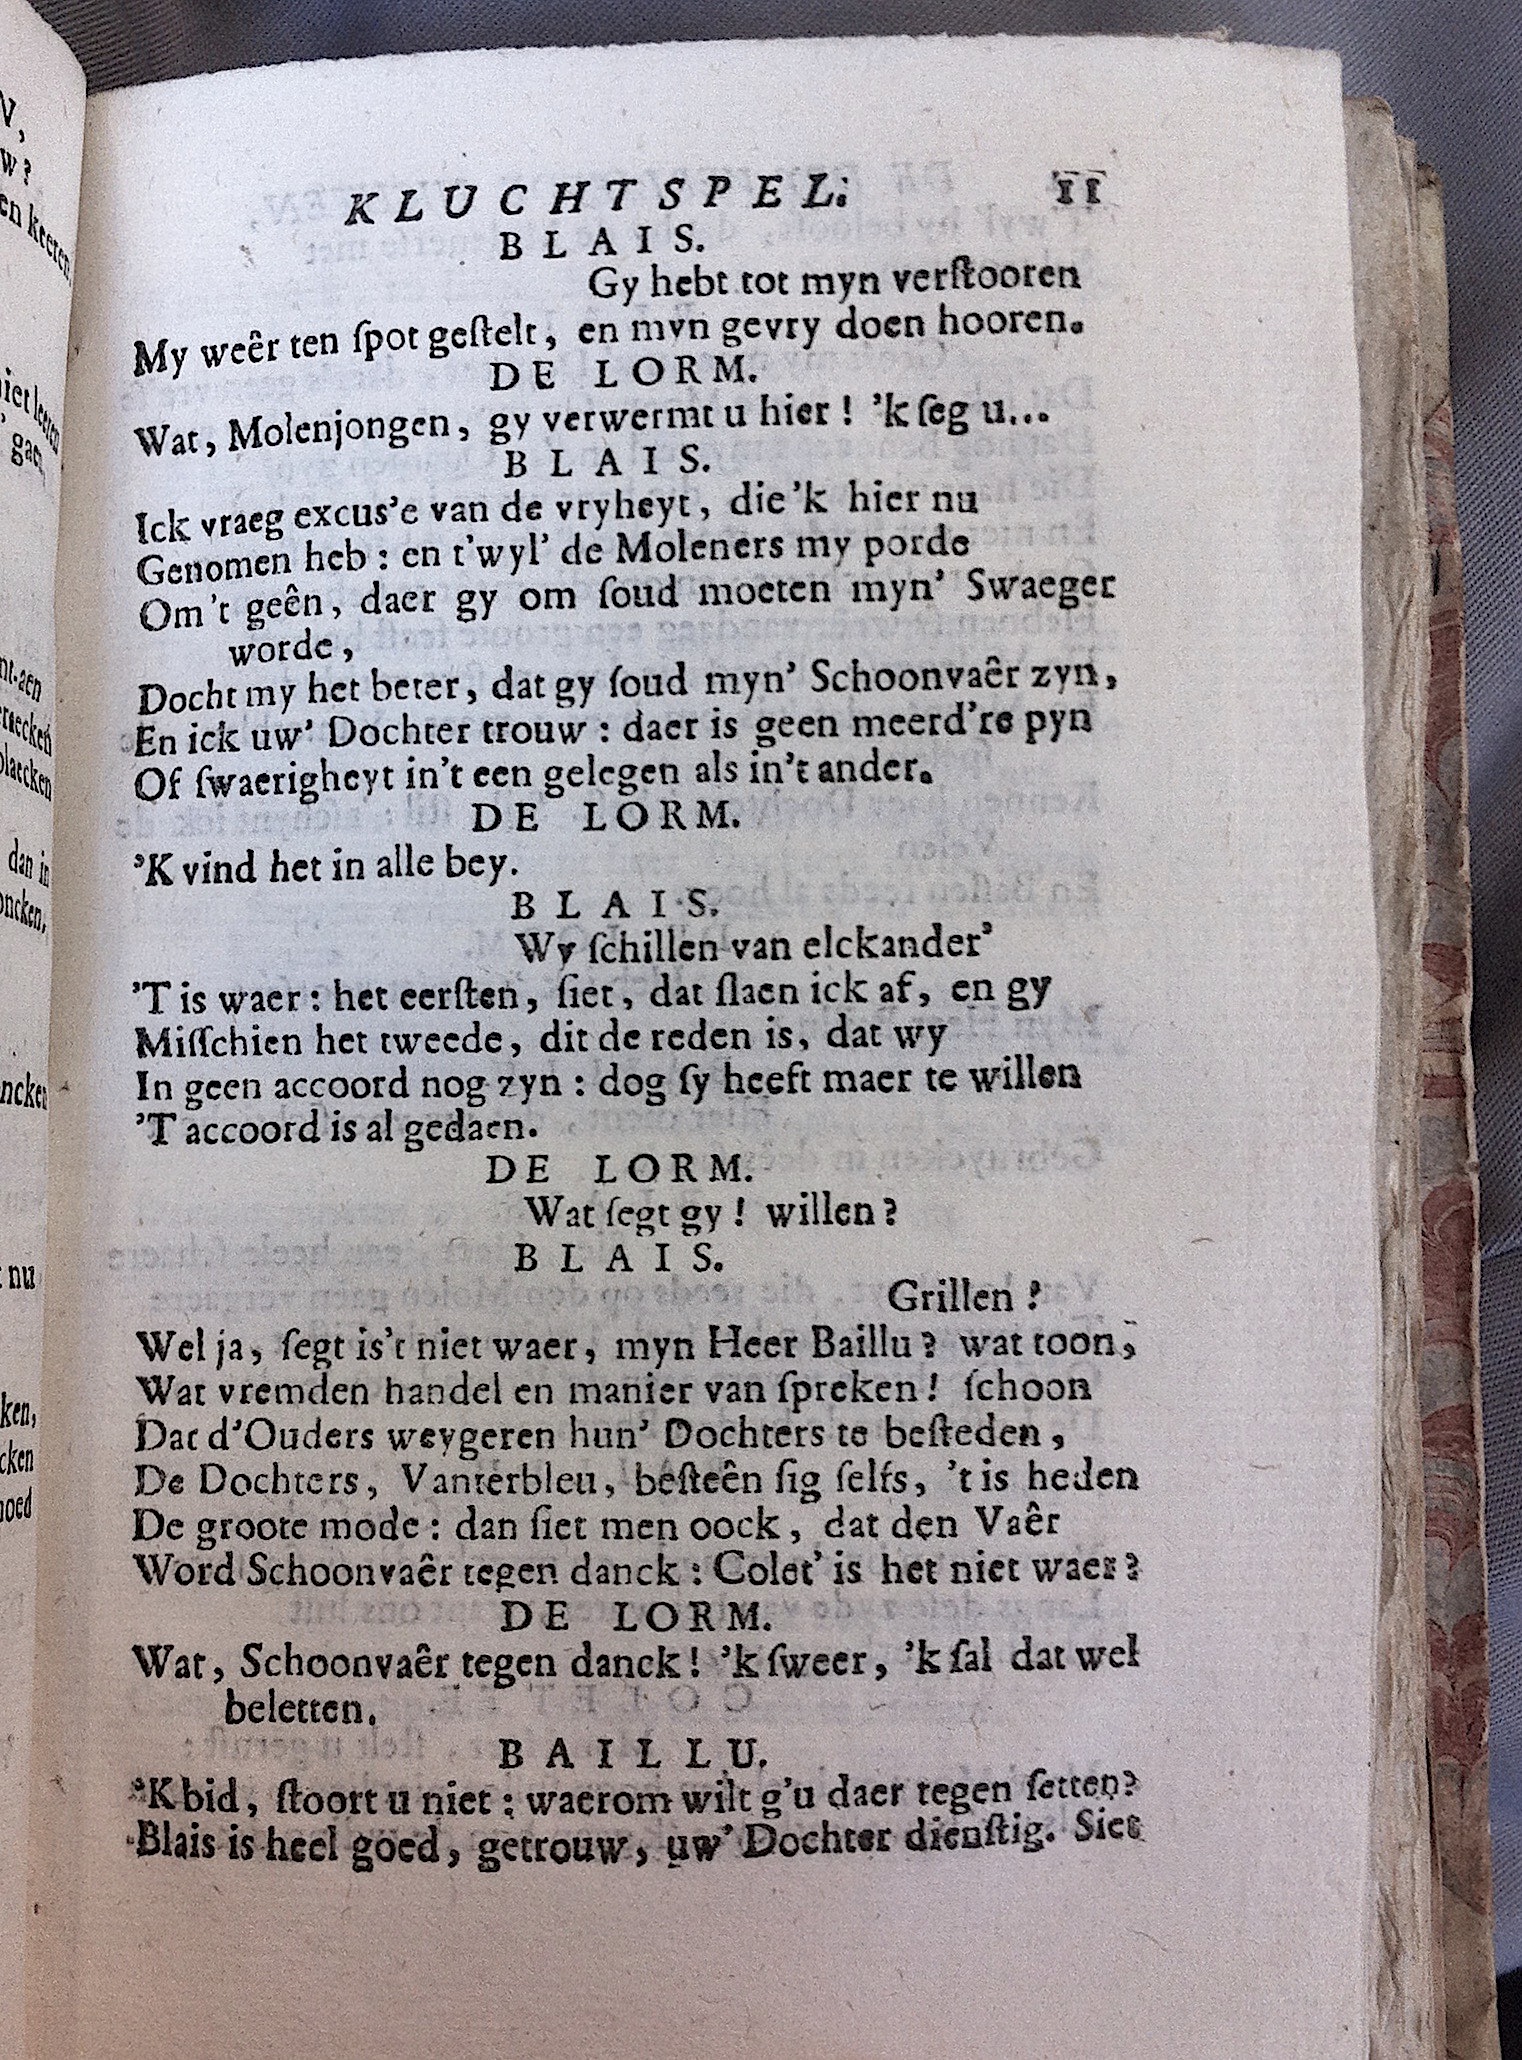 KLUCHTSPEL. 11
BLAIS.
Gy hebt tot myn verſtooren
My weêr ten ſpot geſtelt, en myn gevry doen hooren.
DE LORM.
Wat, Molenjongen, gy verwermt u hier! 'k ſeg u...
BLAIS.
Ick vraeg excus'e van de vryheyt, die 'k hier nu
Genomen heb: en t'wyl' de Moleners my porde
Om 't geên, daer gy om ſoud moeten myn' Swaeger
worde,
Docht my het beter, dat gy ſoud myn' Schoonvaêr zyn,
En ick uw' Dochter trouw: daer is geen meerd're pyn
Of ſwaerigheyt in't een gelegen als in't ander.
DE LORM.
'K vind het in alle bey.
BLAIS.
Wy ſchillen van elckander'
'T is waer: het eerſten, ſiet, dat ſlaen ick af, en gy
Miſſchien het tweede, dit de reden is, dat wy
In geen accoord nog zyn: dog ſy heeft maer te willen
'T accoord is al gedaen.
DE LORM.
Wat ſegt gy! willen?
BLAIS.
Grillen?
Wel ja, ſegt is't niet waer, myn Heer Baillu? wat toon,
Wat vremden handel en manier van ſpreken! ſchoon
Dat d'Ouders weygeren hun' Dochters te beſteden,
De Dochters, Vanterbleu, beſteên ſig ſelfs, 't is heden
De groote mode: dan ſiet men oock, dat den Vaêr
Word Schoonvaêr tegen danck: Colet' is het niet waer?
DE LORM.
Wat, Schoonvaêr tegen danck! 'k ſweer, 'k ſal dat wel
beletten.
BAILLU.
'K bid, ſtoort u niet: waerom wilt g'u daer tegen ſetten?
Blais is heel goed, getrouw, uw' Dochter dienſtig. Siet